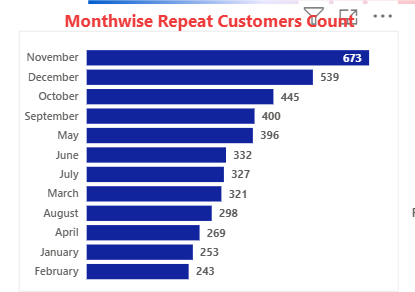 Monthwise Repeat Customers Count
November 673
December 539
October 445
September 400
May 396
June 332
July 327
March 321
August 298
April 269
January 253
February 243